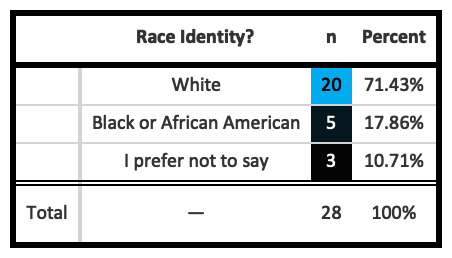 Race Identity? n Percent
White 20 71.43%
Black or African American 5 17.86%
I prefer not to say 3 10.71%
Total — 28 100%